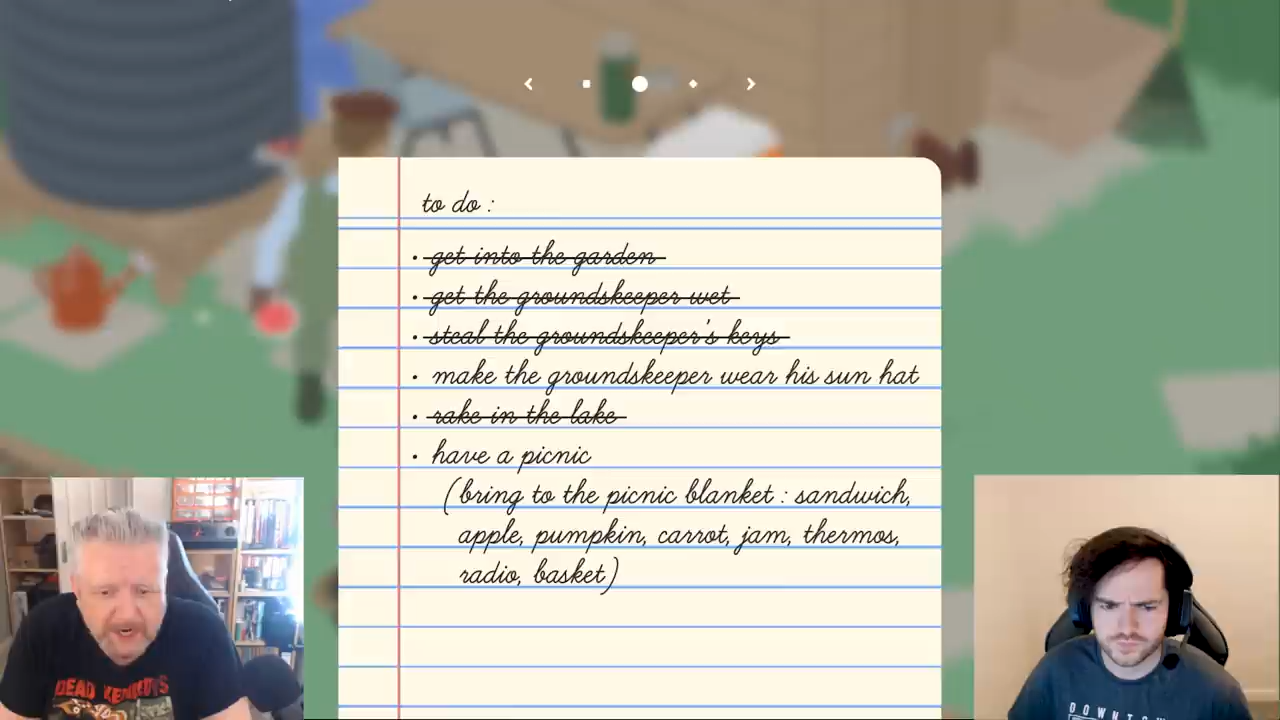 to do :
• get into the garden
• get the groundskeeper wet
• steal the groundskeeper's keys
• make the groundskeeper wear his sun hat
• rake in the lake
• have a picnic
(bring to the picnic blanket : sandwich,
apple, pumpkin, carrot, jam, thermos,
radio, basket)
DEAD KENNEDYS
DOWNTOW